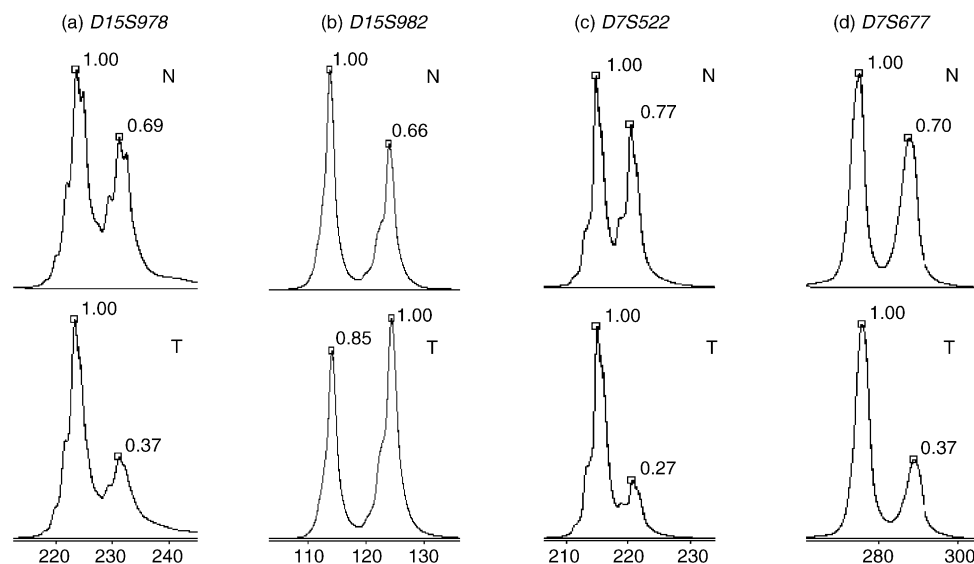 (a) D15S978 (b) D15S982 (c) D7S522 (d) D7S677
1.00 N 1.00 N 1.00 N 1.00 N
0.69 0.66 0.77 0.70
1.00 T 0.85 1.00 T 1.00 T 1.00 T
0.37 0.27 0.37
220 230 240 110 120 130 210 220 230 280 300